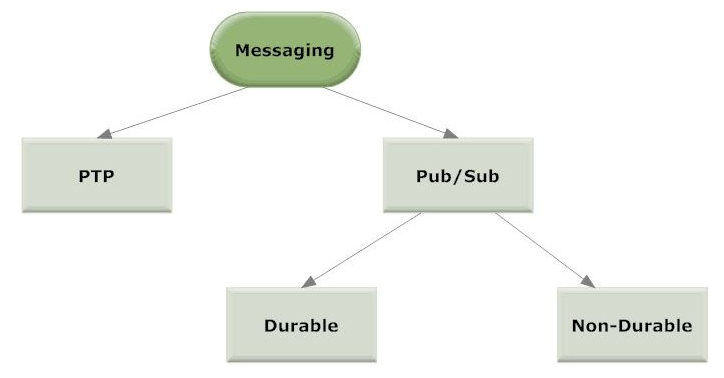 Messaging
PTP
Pub/Sub
Durable
Non-Durable